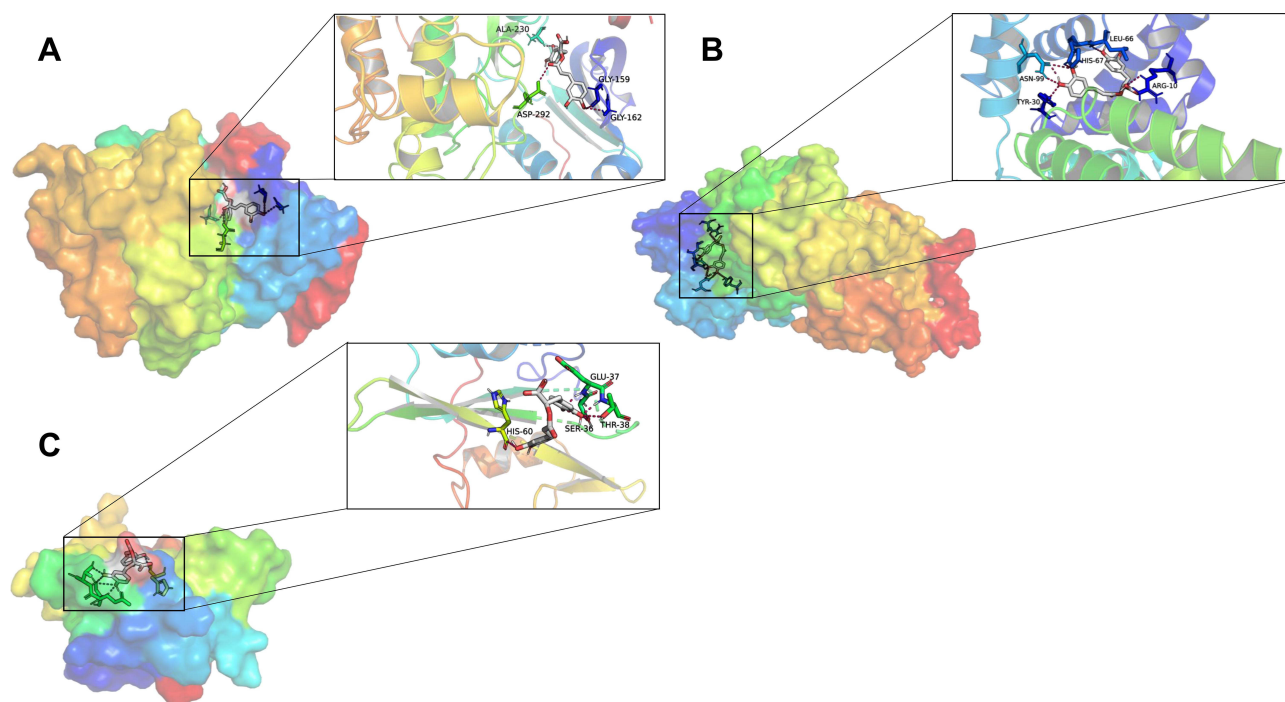 A
ALA-230
GLY-159
ASP-292
GLY-162
B
LEU-66
HIS-67
ASN-99
ARG-10
TYR-30
C
GLU-37
HIS-60
SER-36
THR-38